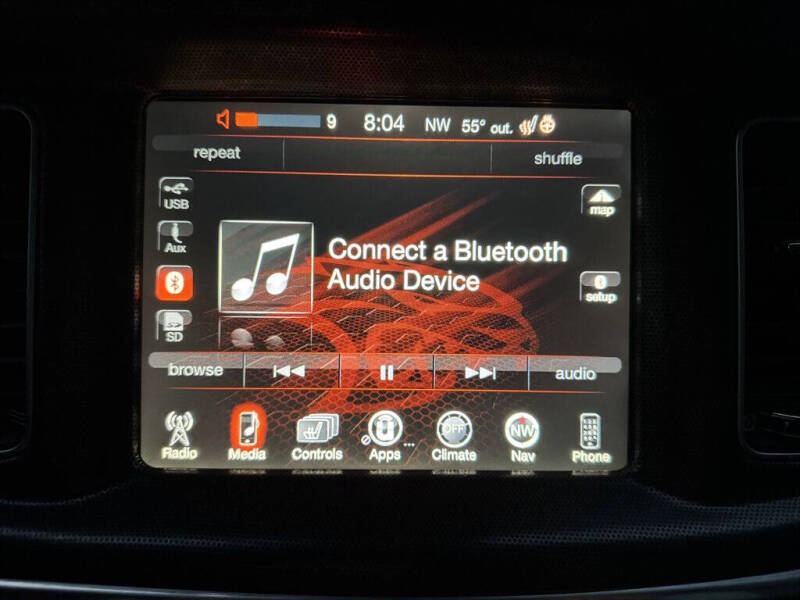 9 8:04 NW 55° out.
repeat shuffle
USB
map
Aux
Connect a Bluetooth
Audio Device
setup
SD
browse audio
OFF NW
Radio Media Controls Apps Climate Nav Phone